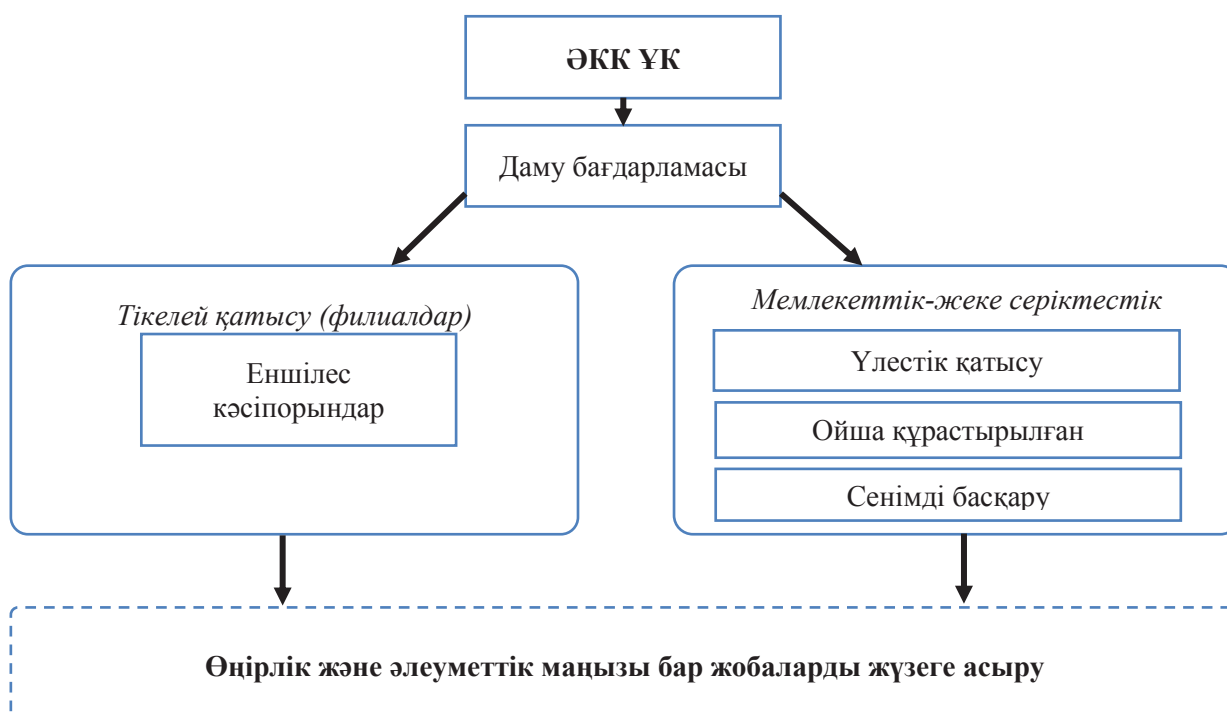 ӘКК ҰК
Даму бағдарламасы
Тікелей қатысу (филиалдар)
Еншілес
кәсіпорындар
Мемлекеттік-жеке серіктестік
Үлестік қатысу
Ойша құрастырылған
Сенімді басқару
Өңірлік және әлеуметтік маңызы бар жобаларды жүзеге асыру